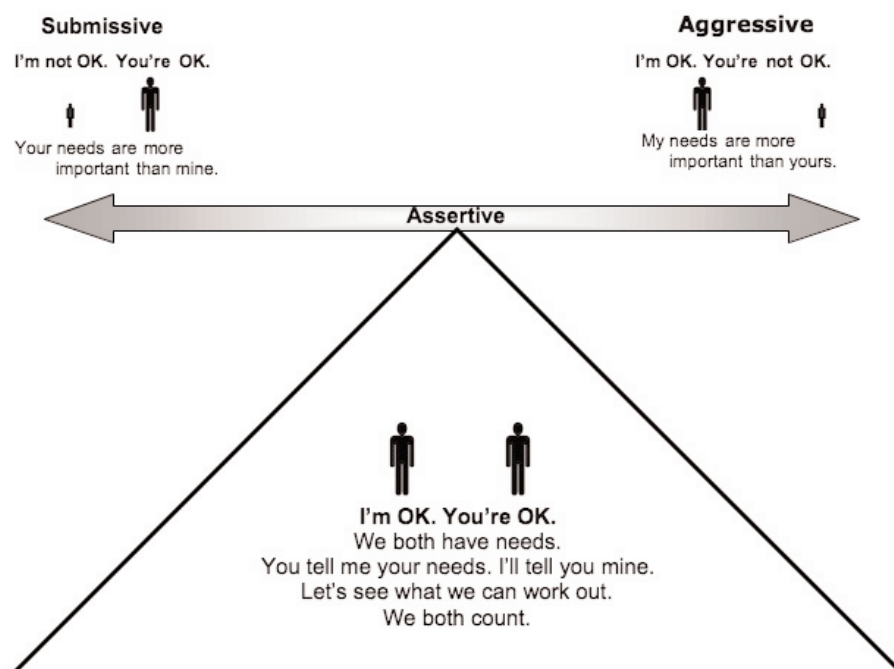 Submissive
I'm not OK. You're OK.
Your needs are more
important than mine.
Aggressive
I'm OK. You're not OK.
My needs are more
important than yours.
Assertive
I'm OK. You're OK.
We both have needs.
You tell me your needs. I'll tell you mine.
Let's see what we can work out.
We both count.